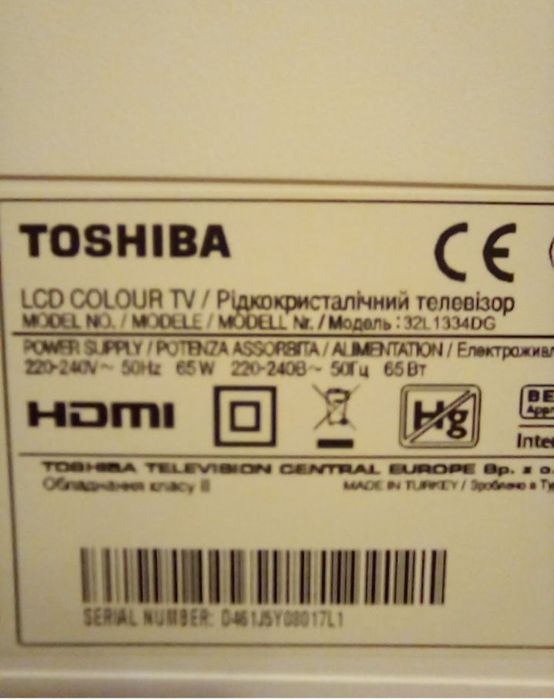 TOSHIBA
CE
LCD COLOUR TV / Рідкокристалічний телевізор
MODEL NO. / MODELE / MODELL Nr. / Модель : 32L1334DG
POWER SUPPLY / POTENZA ASSORBITA / ALIMENTATION / Електроживл
220-240V~ 50Hz 65W 220-240В~ 50Гц 65Вт
HDMI
Hg
BE
Inte
TOSHIBA TELEVISION CENTRAL EUROPE Sp. z o.
Обладнання класу II
MADE IN TURKEY / Зроблено в Ту
SERIAL NUMBER: D461J5Y08017L1